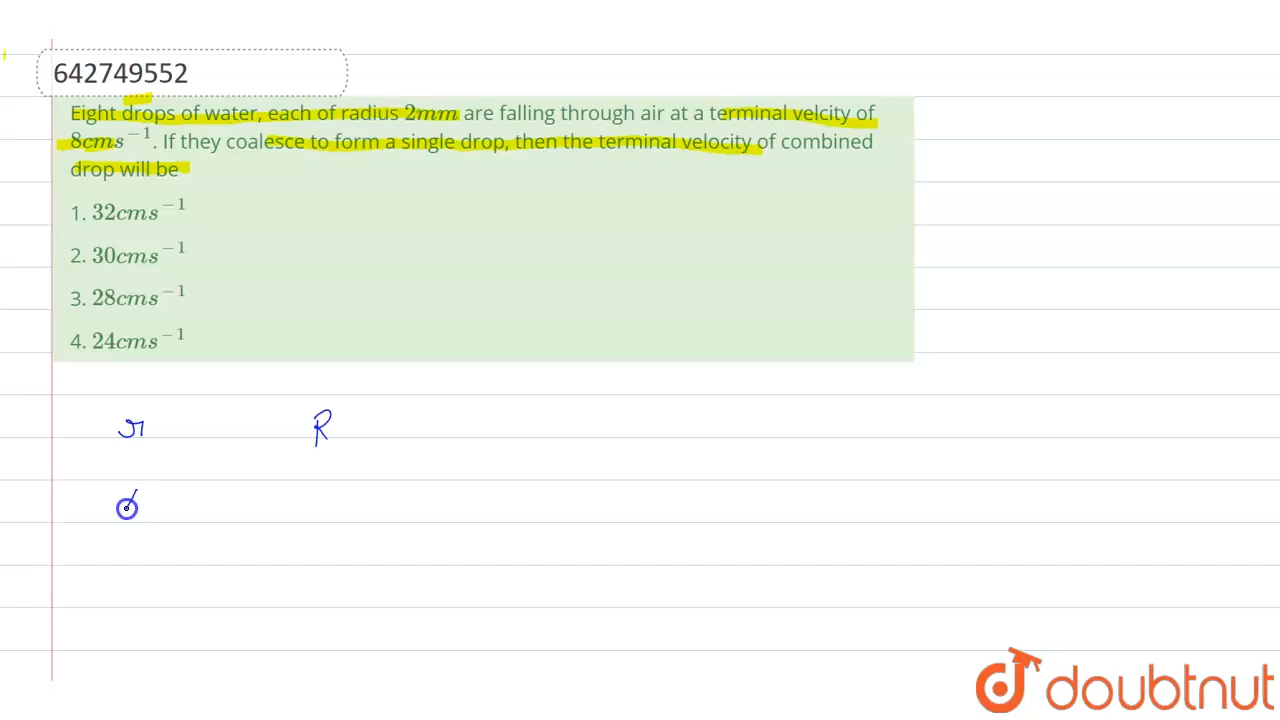 642749552
Eight drops of water, each of radius 2mm are falling through air at a terminal velcity of
8cms⁻¹. If they coalesce to form a single drop, then the terminal velocity of combined
drop will be
1. 32cms⁻¹
2. 30cms⁻¹
3. 28cms⁻¹
4. 24cms⁻¹
r R
doubtnut